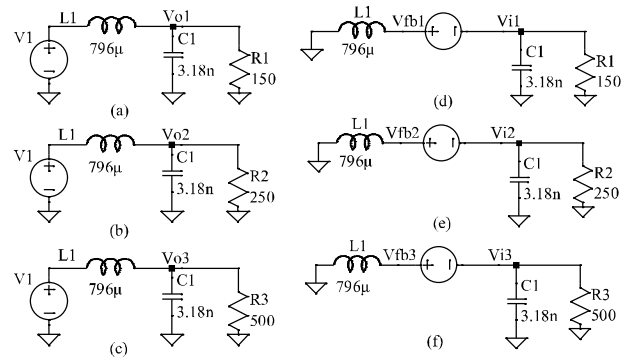 V1 L1 796μ Vo1 C1 3.18n R1 150
(a)
L1 796μ Vfb1 Vi1 C1 3.18n R1 150
(d)
V1 L1 796μ Vo2 C1 3.18n R2 250
(b)
L1 796μ Vfb2 Vi2 C1 3.18n R2 250
(e)
V1 L1 796μ Vo3 C1 3.18n R3 500
(c)
L1 796μ Vfb3 Vi3 C1 3.18n R3 500
(f)